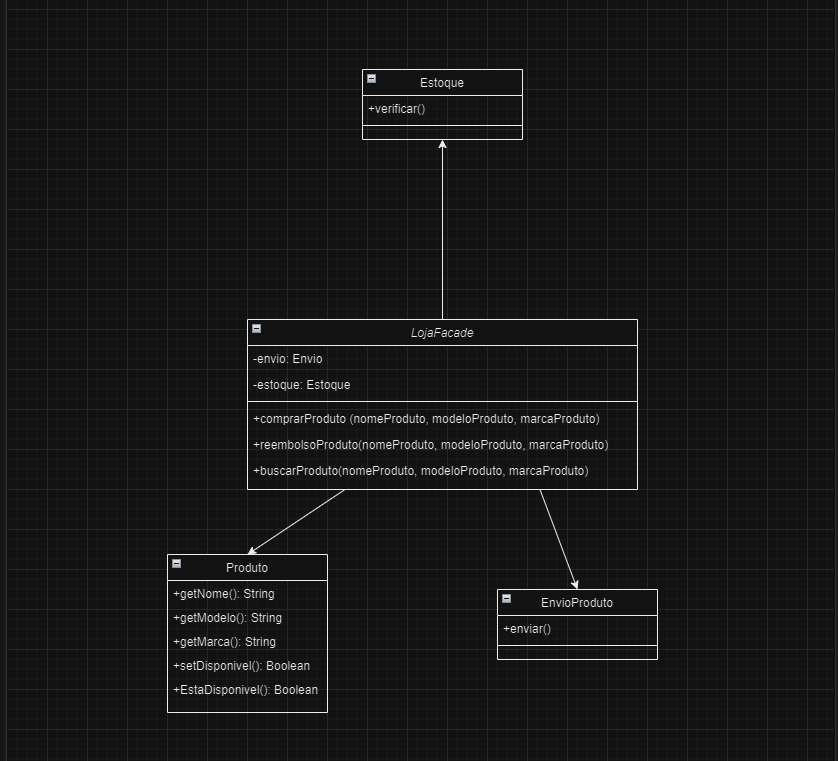 Estoque
+verificar()
LojaFacade
-envio: Envio
-estoque: Estoque
+comprarProduto (nomeProduto, modeloProduto, marcaProduto)
+reembolsoProduto(nomeProduto, modeloProduto, marcaProduto)
+buscarProduto(nomeProduto, modeloProduto, marcaProduto)
Produto
+getNome(): String
+getModelo(): String
+getMarca(): String
+setDisponivel(): Boolean
+EstaDisponivel(): Boolean
EnvioProduto
+enviar()